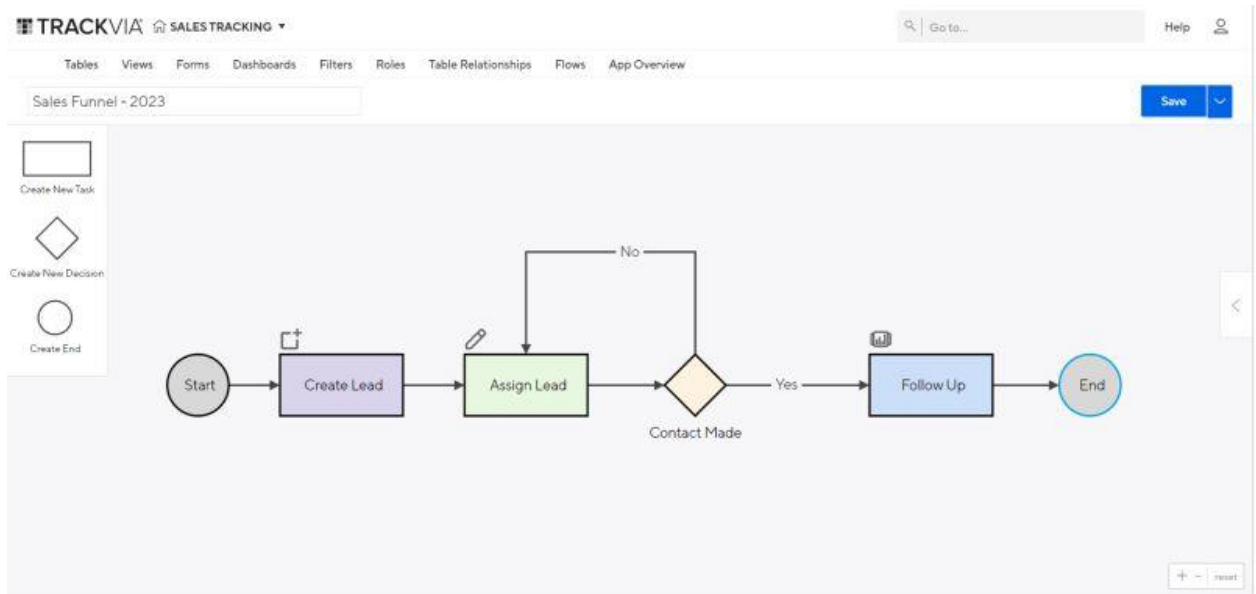 TRACKVIA SALES TRACKING Go to... Help
Tables Views Forms Dashboards Filters Roles Table Relationships Flows App Overview
Sales Funnel - 2023 Save
Create New Task
Create New Decision
Create End
No
Start Create Lead Assign Lead Yes Follow Up End
Contact Made
+ - reset